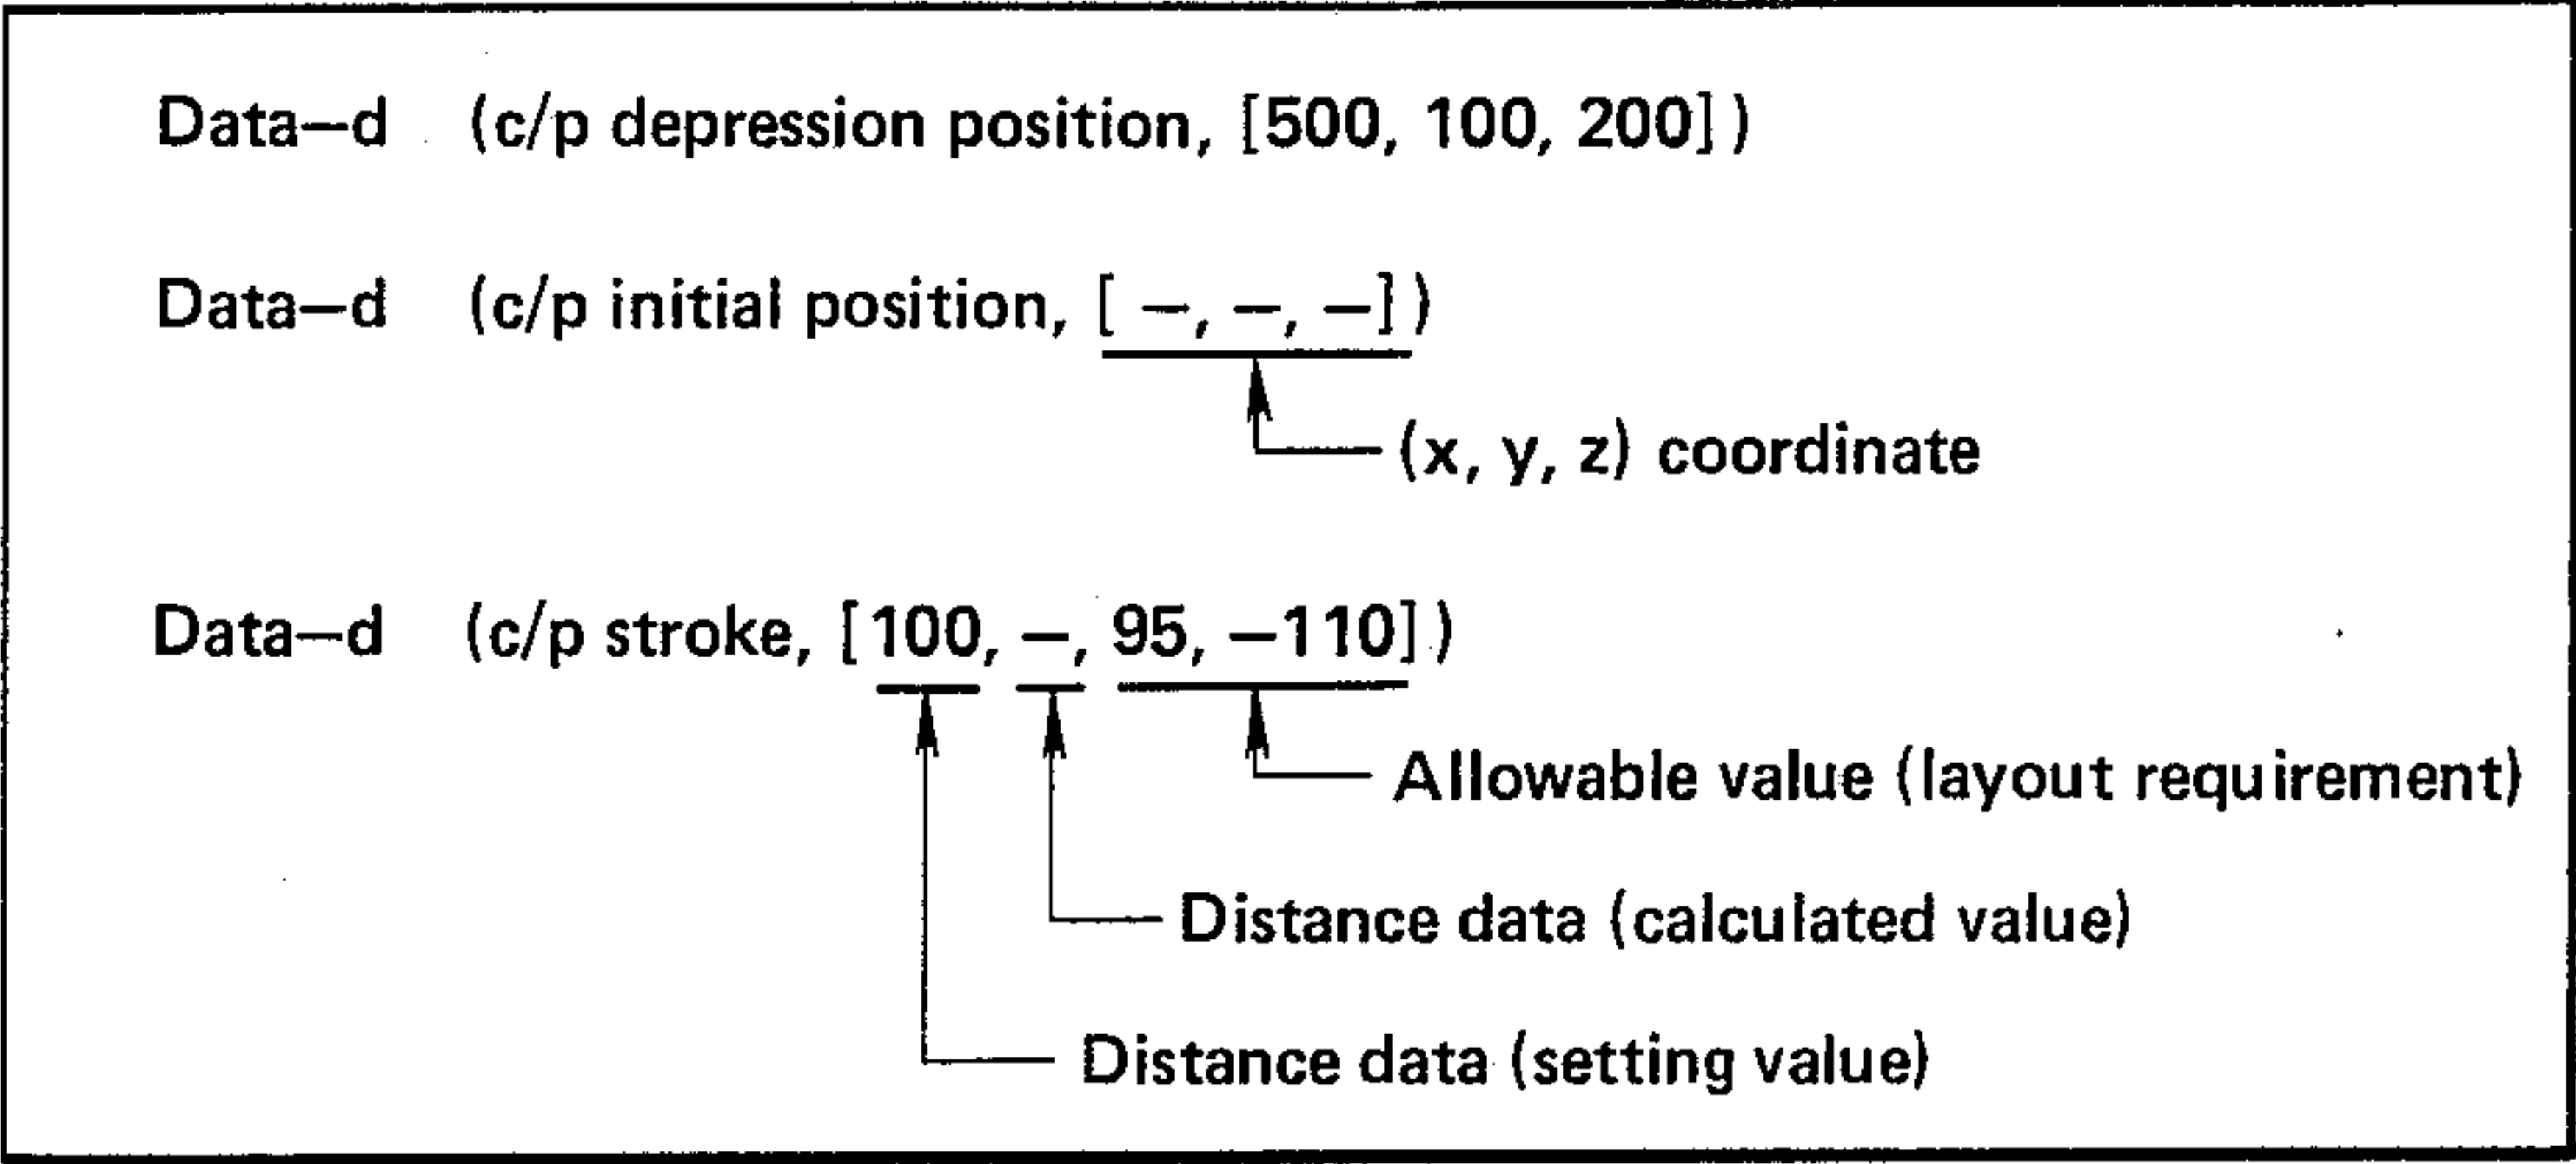 Data—d (c/p depression position, [500, 100, 200])
Data—d (c/p initial position, [ —, —, —])
(x, y, z) coordinate
Data—d (c/p stroke, [100, —, 95, —110])
Allowable value (layout requirement)
Distance data (calculated value)
Distance data (setting value)